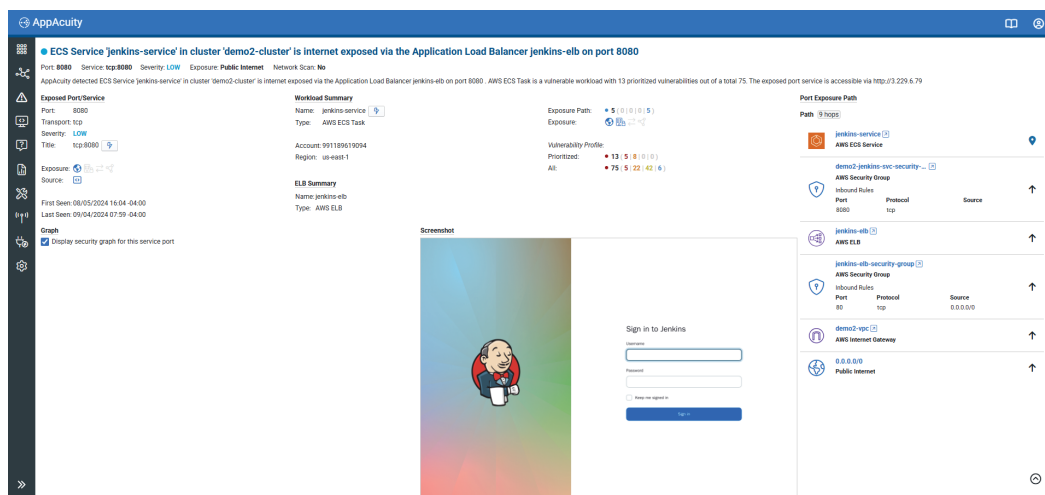 AppAcuity
ECS Service 'jenkins-service' in cluster 'demo2-cluster' is internet exposed via the Application Load Balancer jenkins-elb on port 8080
Port: 8080 Service: tcp:8080 Severity: LOW Exposure: Public Internet Network Scan: No
AppAcuity detected ECS Service 'jenkins-service' in cluster 'demo2-cluster' is internet exposed via the Application Load Balancer jenkins-elb on port 8080 . AWS ECS Task is a vulnerable workload with 13 prioritized vulnerabilities out of a total 75. The exposed port service is accessible via http://3.229.6.79
Exposed Port/Service
Port: 8080
Transport: tcp
Severity: LOW
Title: tcp:8080
Exposure:
Source:
First Seen: 08/05/2024 16:04 -04:00
Last Seen: 09/04/2024 07:59 -04:00
Workload Summary
Name: jenkins-service
Type: AWS ECS Task
Account: 991189619094
Region: us-east-1
ELB Summary
Name: jenkins-elb
Type: AWS ELB
Exposure Path: 5 ( 0 | 0 | 0 | 5 )
Exposure:
Vulnerability Profile:
Prioritized: 13 ( 5 | 8 | 0 | 0 )
All: 75 ( 5 | 22 | 42 | 6 )
Graph
Display security graph for this service port
Screenshot
Sign in to Jenkins
Username
Password
Keep me signed in
Sign in
Port Exposure Path
Path 9 hops
jenkins-service
AWS ECS Service
demo2-jenkins-svc-security-...
AWS Security Group
Inbound Rules
Port Protocol Source
8080 tcp
jenkins-elb
AWS ELB
jenkins-elb-security-group
AWS Security Group
Inbound Rules
Port Protocol Source
80 tcp 0.0.0.0/0
demo2-vpc
AWS Internet Gateway
0.0.0.0/0
Public Internet